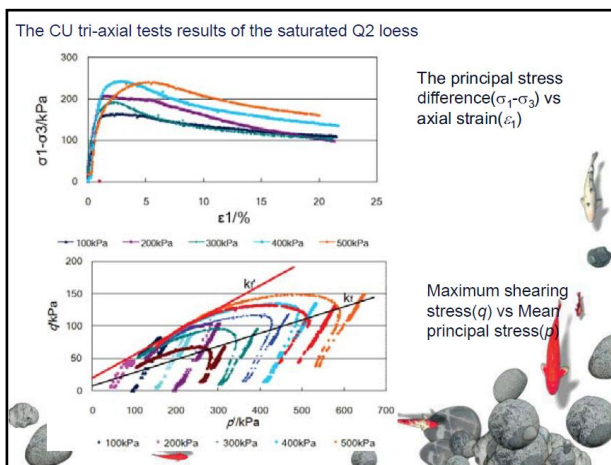 The CU tri-axial tests results of the saturated Q2 loess
300
200
100
0
σ1-σ3/kPa
0 5 10 15 20 25
ε1/%
100kPa 200kPa 300kPa 400kPa 500kPa
The principal stress
difference(σ1-σ3) vs
axial strain(ε1)
200
150
100
50
0
q/kPa
kf'
kf
0 100 200 300 400 500 600 700
p'/kPa
100kPa 200kPa 300kPa 400kPa 500kPa
Maximum shearing
stress(q) vs Mean
principal stress(p)